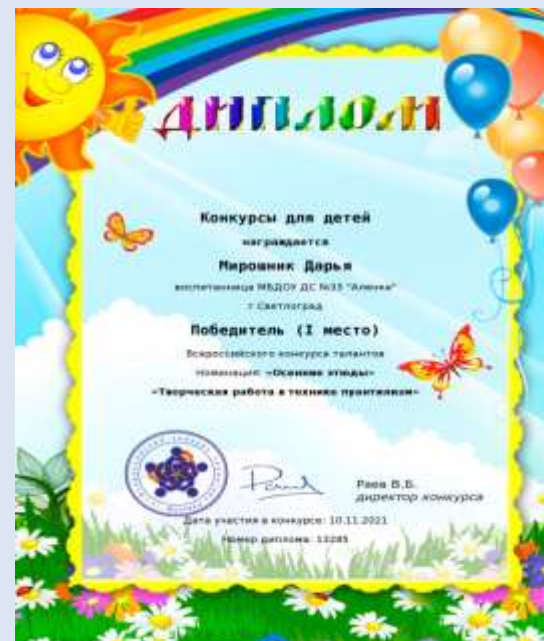 ДИПЛОМ
Конкурсы для детей
награждается
Мирошник Дарья
воспитанница МБДОУ ДС №33 "Аленка"
г Светлоград
Победитель (I место)
Всероссийского конкурса талантов
Номинация: «Осенние этюды»
«Творческая работа в технике принталики»
Раев В.Б.
директор конкурса
Дата участия в конкурсе: 10.11.2021
Номер диплома: 13285